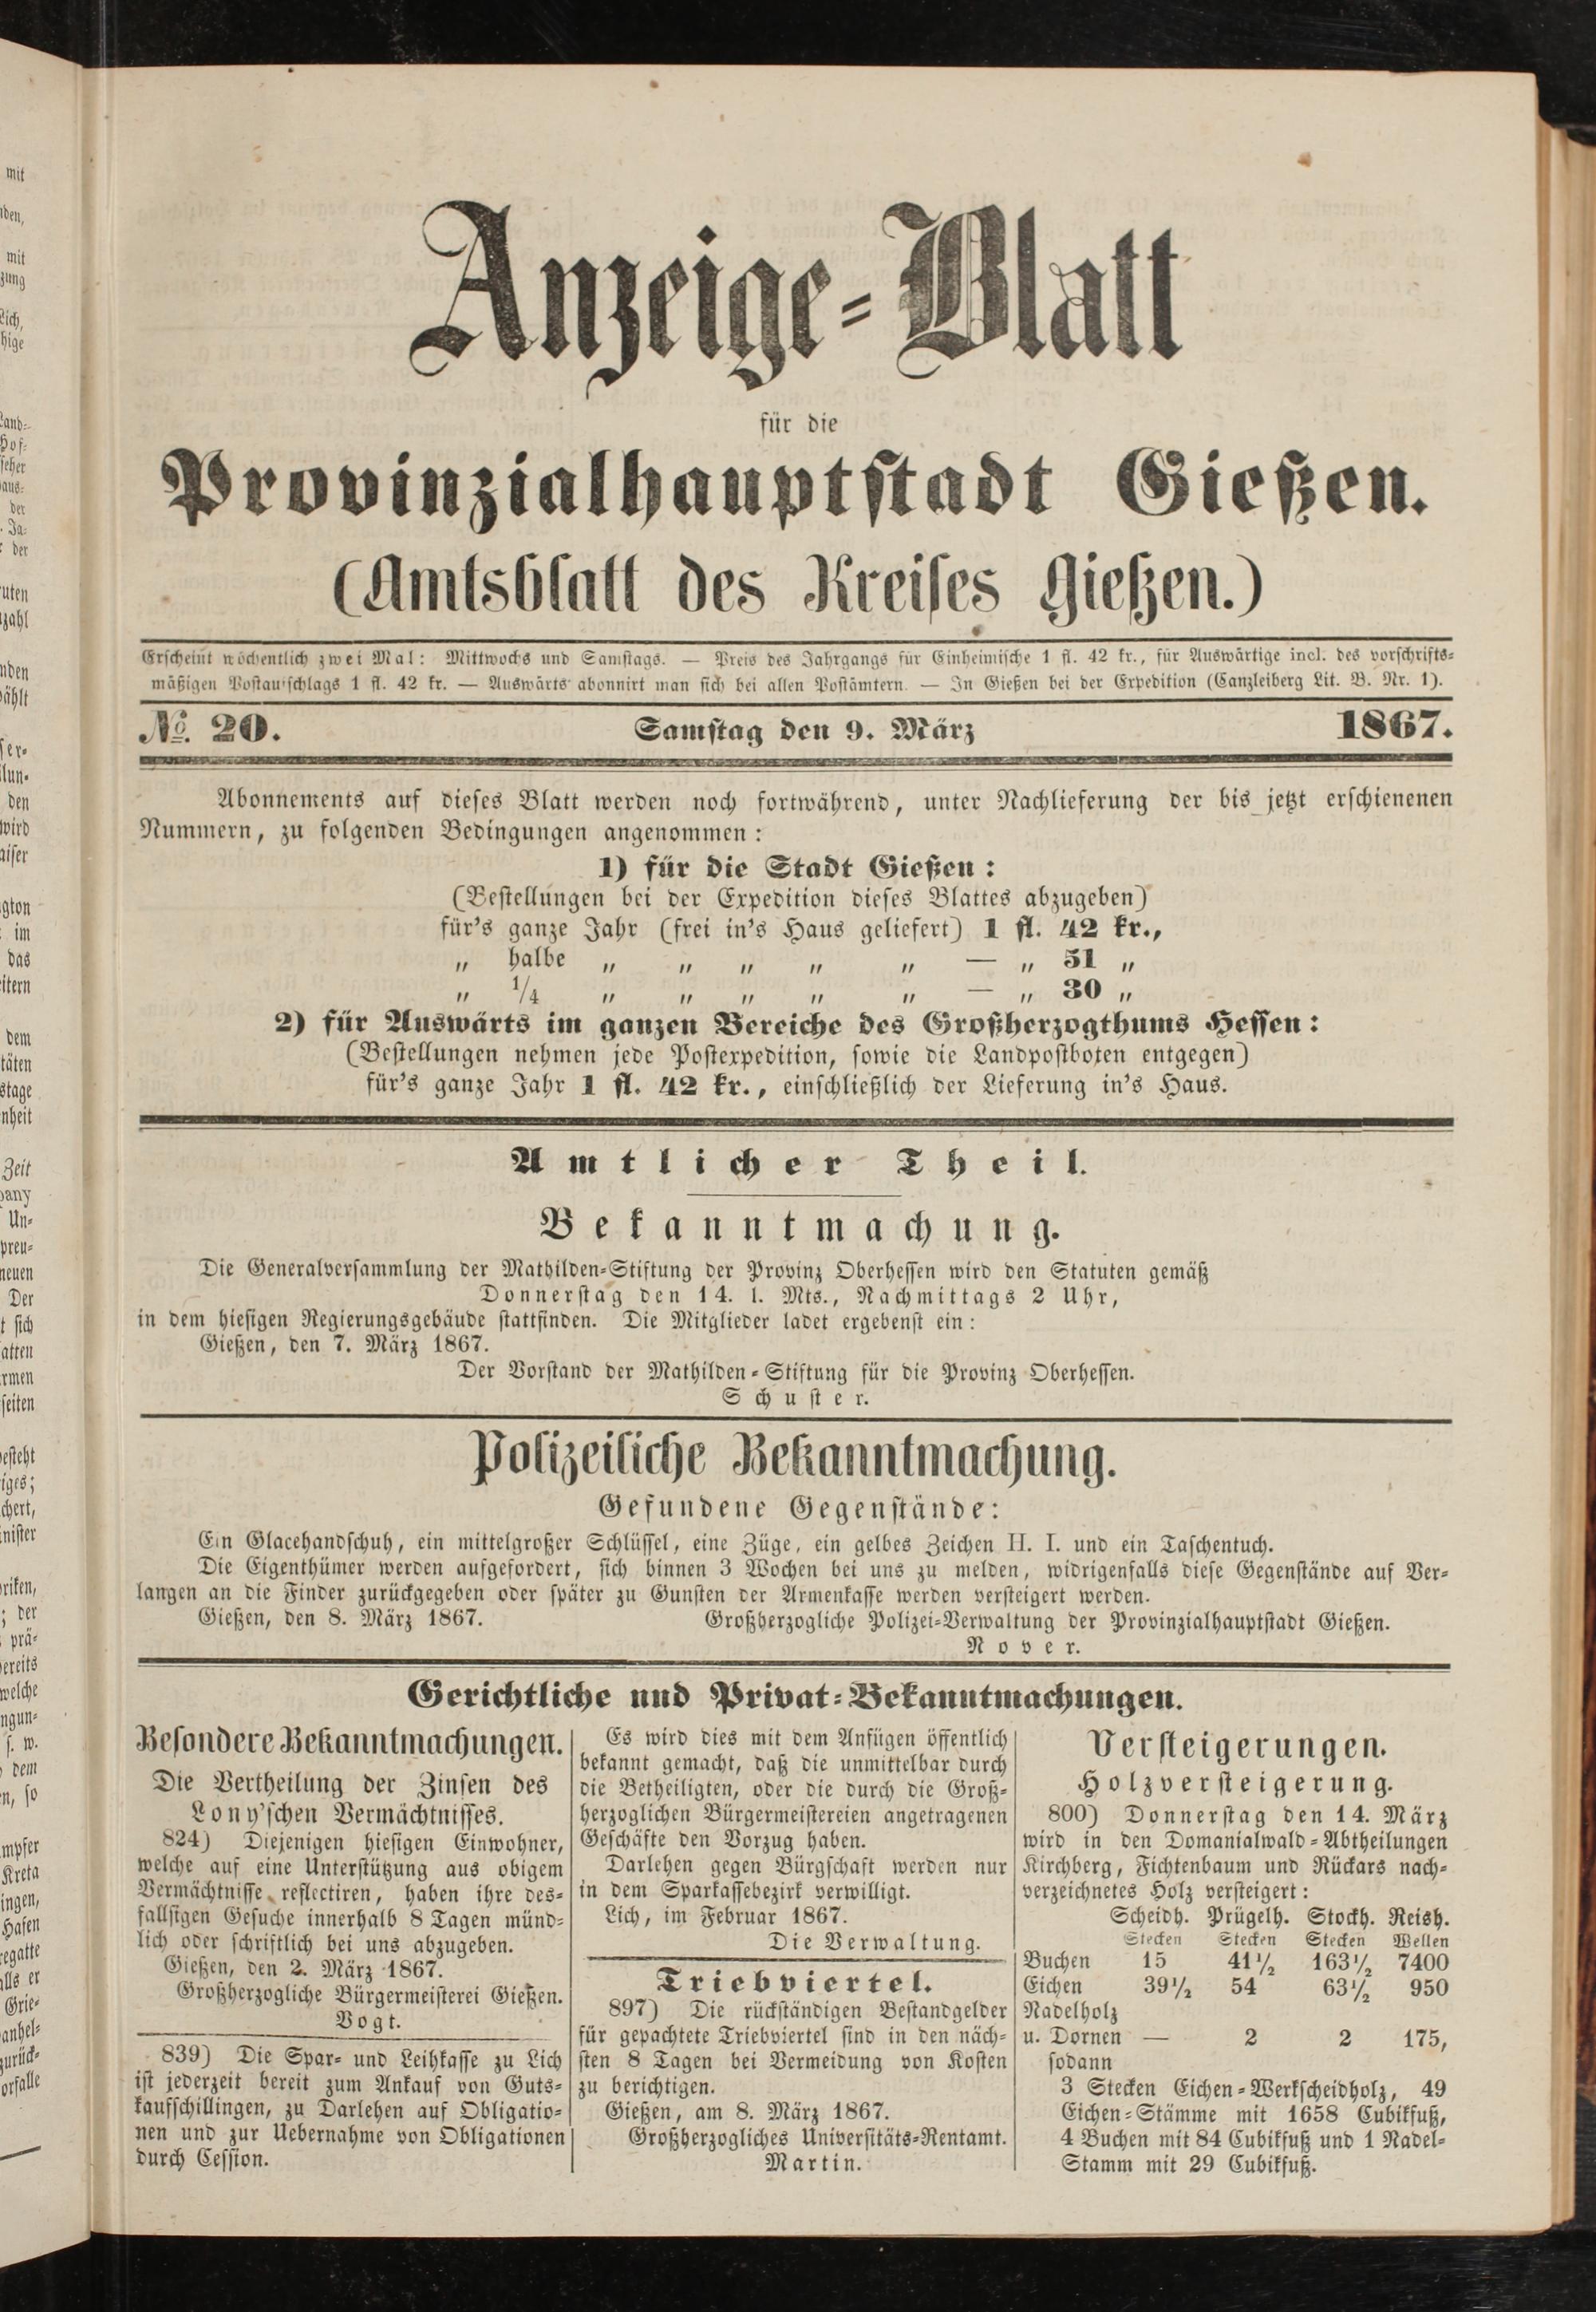 Anzeige-Blatt
für die
Provinzialhauptstadt Gießen.
(Amtsblatt des Kreises Gießen.)
Erscheint wöchentlich zwei Mal: Mittwochs und Samstags. — Preis des Jahrgangs für Einheimische 1 fl. 42 kr., für Auswärtige incl. des vorschrifts-
mäßigen Postaufschlags 1 fl. 42 kr. — Auswärts abonnirt man sich bei allen Postämtern. — In Gießen bei der Expedition (Canzleiberg Lit. B. Nr. 1).
№ 20. Samstag den 9. März 1867.
Abonnements auf dieses Blatt werden noch fortwährend, unter Nachlieferung der bis jetzt erschienenen
Nummern, zu folgenden Bedingungen angenommen:
1) für die Stadt Gießen:
(Bestellungen bei der Expedition dieses Blattes abzugeben)
für's ganze Jahr (frei in's Haus geliefert) 1 fl. 42 kr.,
„ halbe „ „ „ „ „ — „ 51 „
„ 1/4 „ „ „ „ „ — „ 30 „
2) für Auswärts im ganzen Bereiche des Großherzogthums Hessen:
(Bestellungen nehmen jede Postexpedition, sowie die Landpostboten entgegen)
für's ganze Jahr 1 fl. 42 kr., einschließlich der Lieferung in's Haus.
Amtlicher Theil.
Bekanntmachung.
Die Generalversammlung der Mathilden-Stiftung der Provinz Oberhessen wird den Statuten gemäß
Donnerstag den 14. l. Mts., Nachmittags 2 Uhr,
in dem hiesigen Regierungsgebäude stattfinden. Die Mitglieder ladet ergebenst ein:
Gießen, den 7. März 1867.
Der Vorstand der Mathilden-Stiftung für die Provinz Oberhessen.
Schuster.
Polizeiliche Bekanntmachung.
Gefundene Gegenstände:
Ein Glacehandschuh, ein mittelgroßer Schlüssel, eine Züge, ein gelbes Zeichen H. I. und ein Taschentuch.
Die Eigenthümer werden aufgefordert, sich binnen 3 Wochen bei uns zu melden, widrigenfalls diese Gegenstände auf Ver-
langen an die Finder zurückgegeben oder später zu Gunsten der Armenkasse werden versteigert werden.
Gießen, den 8. März 1867. Großherzogliche Polizei-Verwaltung der Provinzialhauptstadt Gießen.
Nover.
Gerichtliche und Privat-Bekanntmachungen.
Besondere Bekanntmachungen.
Die Vertheilung der Zinsen des
Lony'schen Vermächtnisses.
824) Diejenigen hiesigen Einwohner,
welche auf eine Unterstützung aus obigem
Vermächtnisse reflectiren, haben ihre des-
fallsigen Gesuche innerhalb 8 Tagen münd-
lich oder schriftlich bei uns abzugeben.
Gießen, den 2. März 1867.
Großherzogliche Bürgermeisterei Gießen.
Vogt.
839) Die Spar- und Leihkasse zu Lich
ist jederzeit bereit zum Ankauf von Guts-
kaufschillingen, zu Darlehen auf Obligatio-
nen und zur Uebernahme von Obligationen
durch Cession.
Es wird dies mit dem Anfügen öffentlich
bekannt gemacht, daß die unmittelbar durch
die Betheiligten, oder die durch die Groß-
herzoglichen Bürgermeistereien angetragenen
Geschäfte den Vorzug haben.
Darlehen gegen Bürgschaft werden nur
in dem Sparkassebezirk verwilligt.
Lich, im Februar 1867.
Die Verwaltung.
Triebviertel.
897) Die rückständigen Bestandgelder
für gepachtete Triebviertel sind in den näch-
sten 8 Tagen bei Vermeidung von Kosten
zu berichtigen.
Gießen, am 8. März 1867.
Großherzogliches Universitäts-Rentamt.
Martin.
Versteigerungen.
Holzversteigerung.
800) Donnerstag den 14. März
wird in den Domanialwald-Abtheilungen
Kirchberg, Fichtenbaum und Rückars nach-
verzeichnetes Holz versteigert:
Scheidh. Prügelh. Stockh. Reish.
Stecken Stecken Stecken Wellen
Buchen 15 41 1/2 163 1/2 7400
Eichen 39 1/2 54 63 1/2 950
Nadelholz
u. Dornen — 2 2 175,
sodann
3 Stecken Eichen-Werkscheidholz, 49
Eichen-Stämme mit 1658 Cubikfuß,
4 Buchen mit 84 Cubikfuß und 1 Nadel-
Stamm mit 29 Cubikfuß.